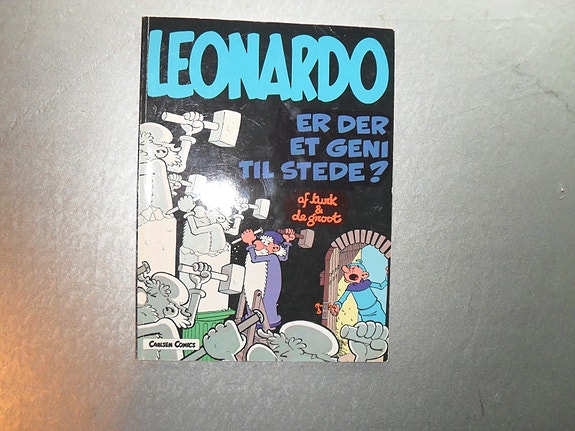 LEONARDO
ER DER
ET GENI
TIL STEDE?
af turk
&
de groot
CARLSEN COMICS